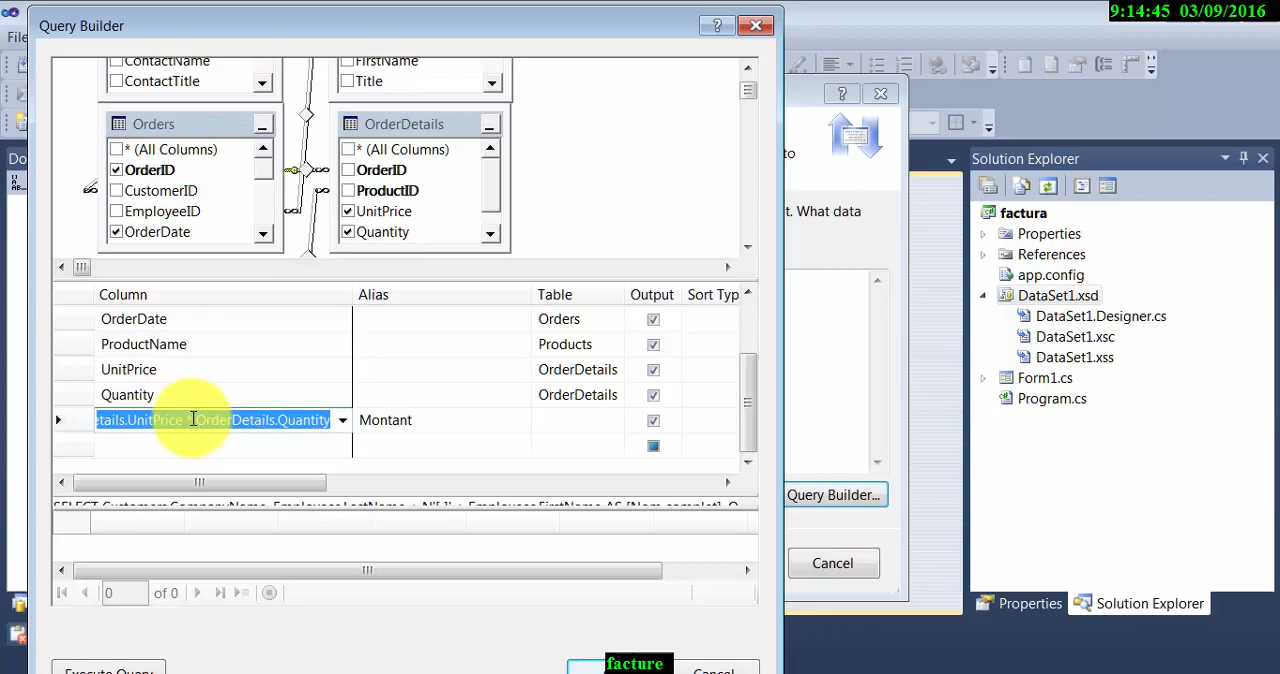 9:14:45 03/09/2016
Query Builder
?
File
ContactName
ContactTitle
FirstName
Title
Orders
* (All Columns)
OrderID
CustomerID
EmployeeID
OrderDate
OrderDetails
* (All Columns)
OrderID
ProductID
UnitPrice
Quantity
Column Alias Table Output Sort Typ
OrderDate Orders
ProductName Products
UnitPrice OrderDetails
Quantity OrderDetails
etails.UnitPrice * OrderDetails.Quantity Montant
0 of 0
Execute Query
facture
Cancel
?
to
t. What data
Query Builder...
Cancel
Solution Explorer
factura
Properties
References
app.config
DataSet1.xsd
DataSet1.Designer.cs
DataSet1.xsc
DataSet1.xss
Form1.cs
Program.cs
Properties Solution Explorer